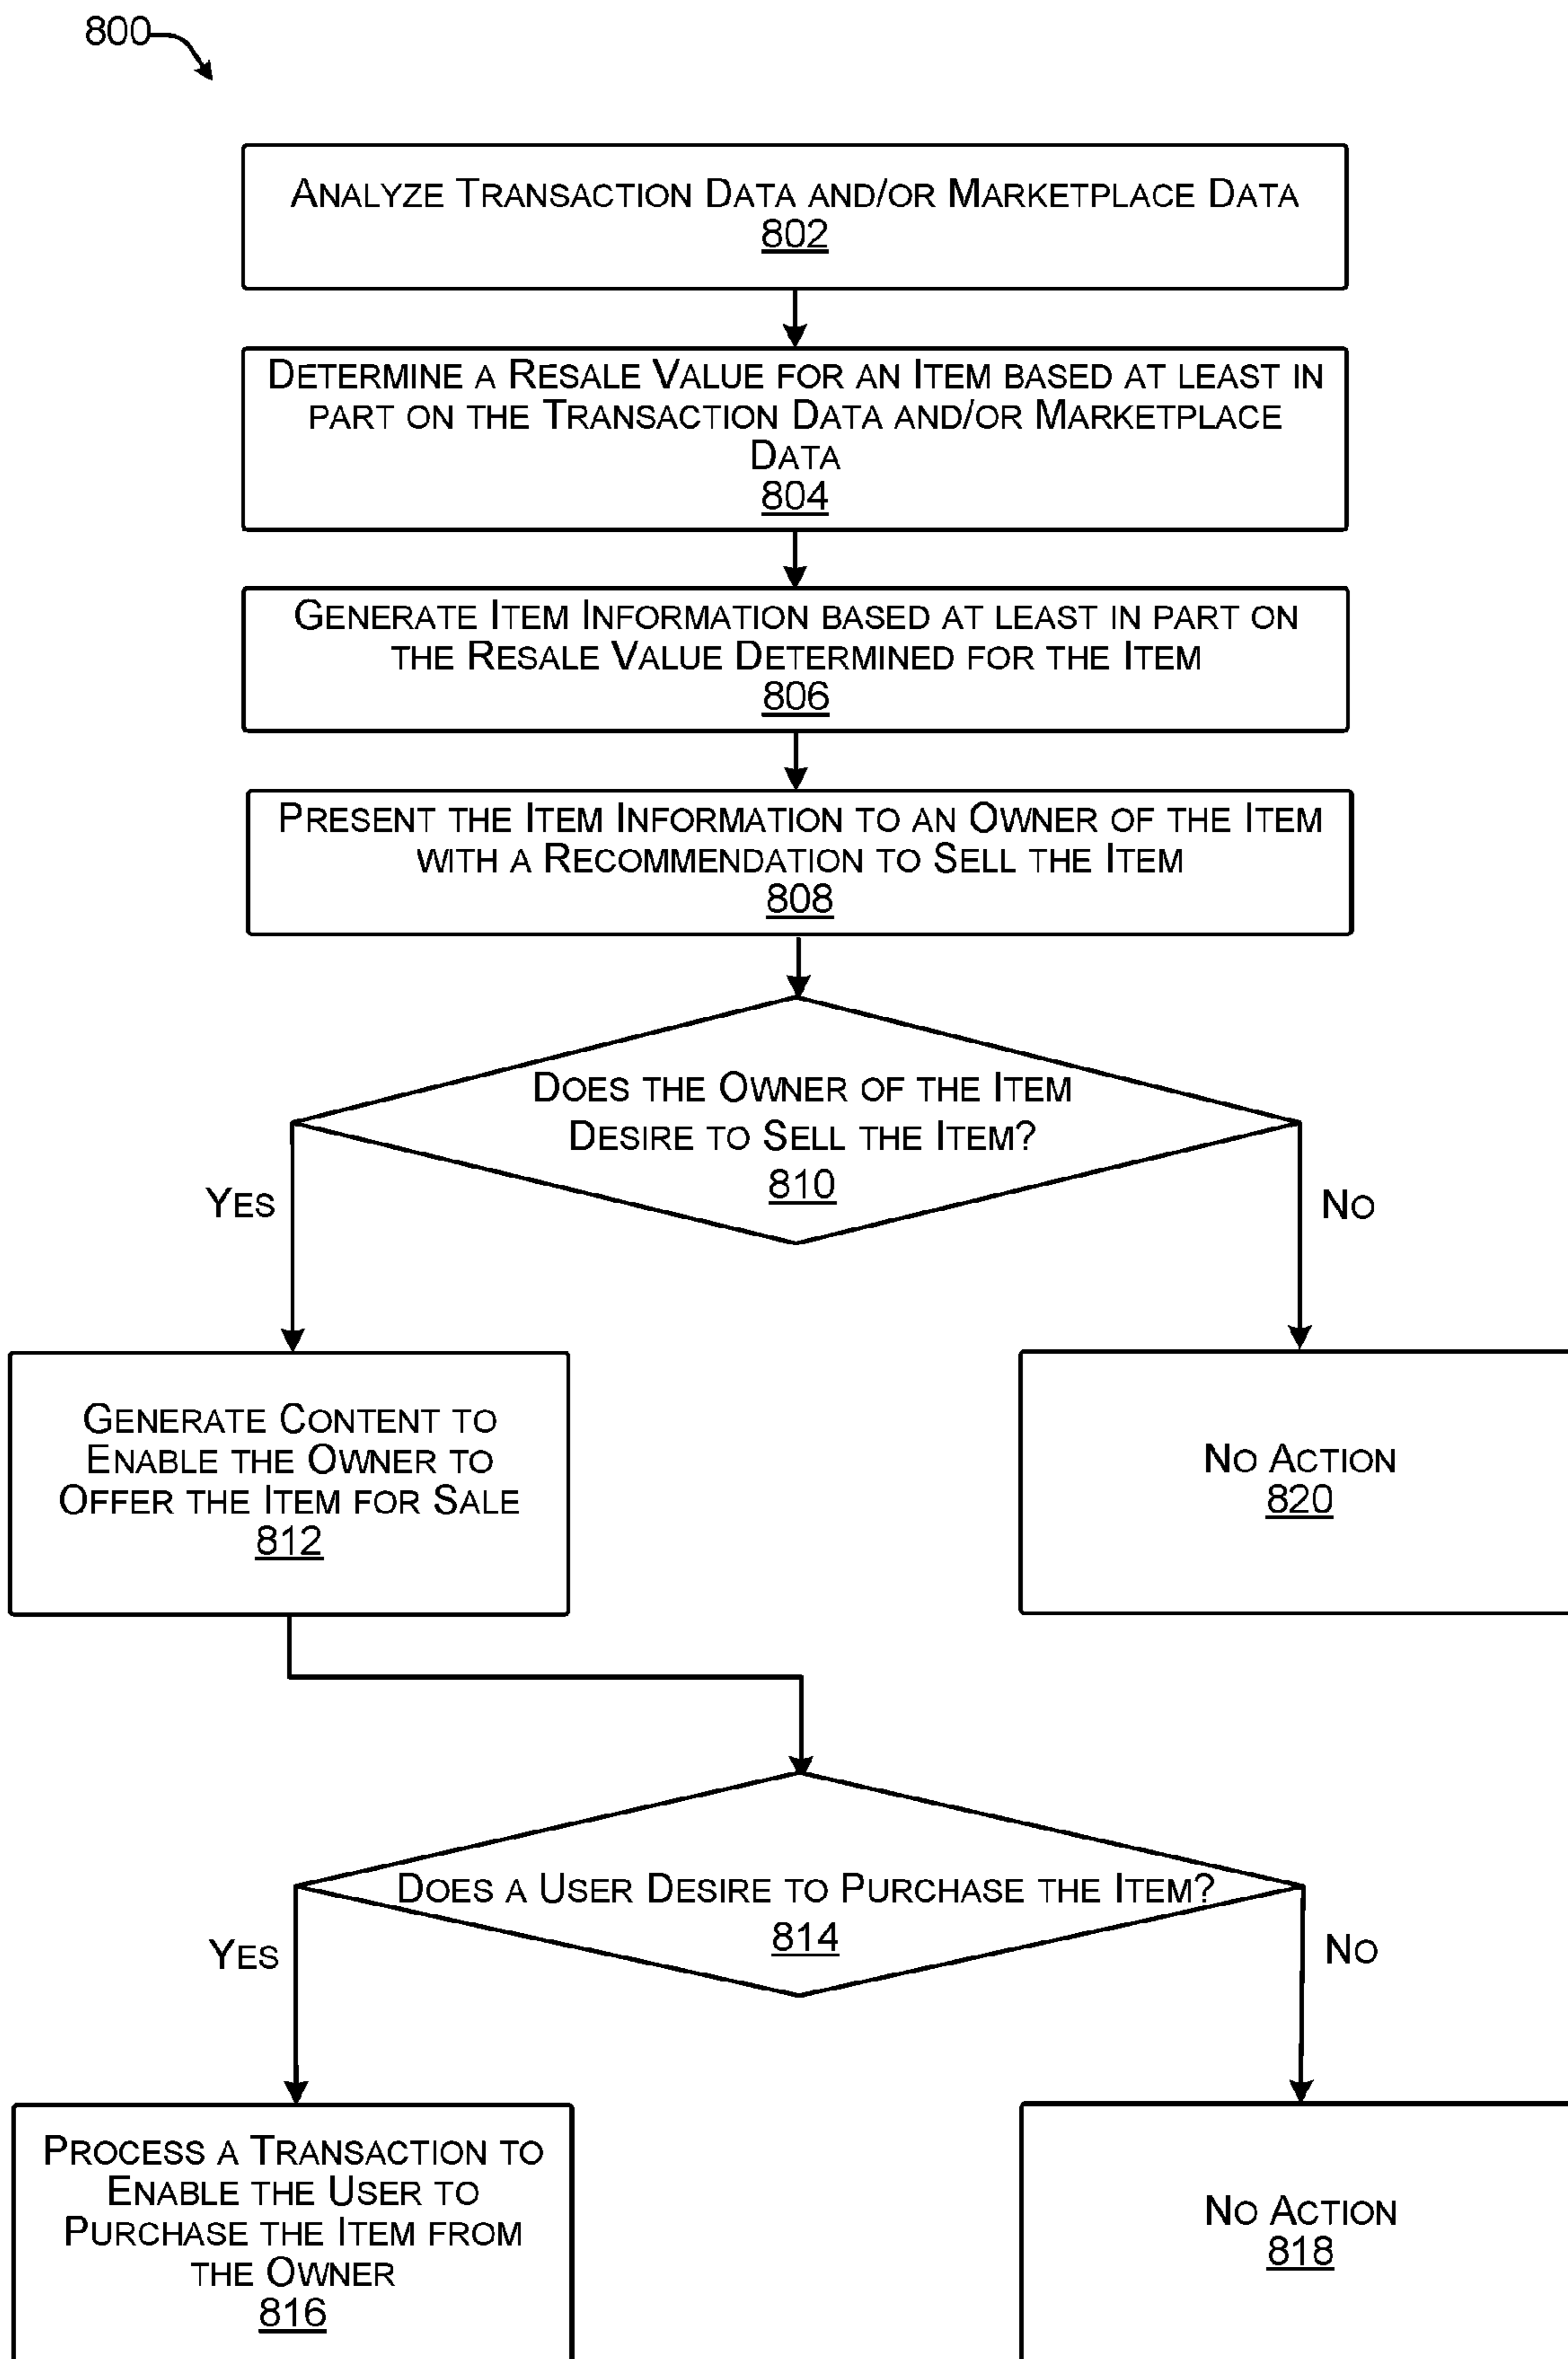 800
Analyze Transaction Data and/or Marketplace Data
802
Determine a Resale Value for an Item based at least in
part on the Transaction Data and/or Marketplace
Data
804
Generate Item Information based at least in part on
the Resale Value Determined for the Item
806
Present the Item Information to an Owner of the Item
with a Recommendation to Sell the Item
808
Does the Owner of the Item
Desire to Sell the Item?
810
Yes
No
Generate Content to
Enable the Owner to
Offer the Item for Sale
812
No Action
820
Does a User Desire to Purchase the Item?
814
Yes
No
Process a Transaction to
Enable the User to
Purchase the Item from
the Owner
816
No Action
818